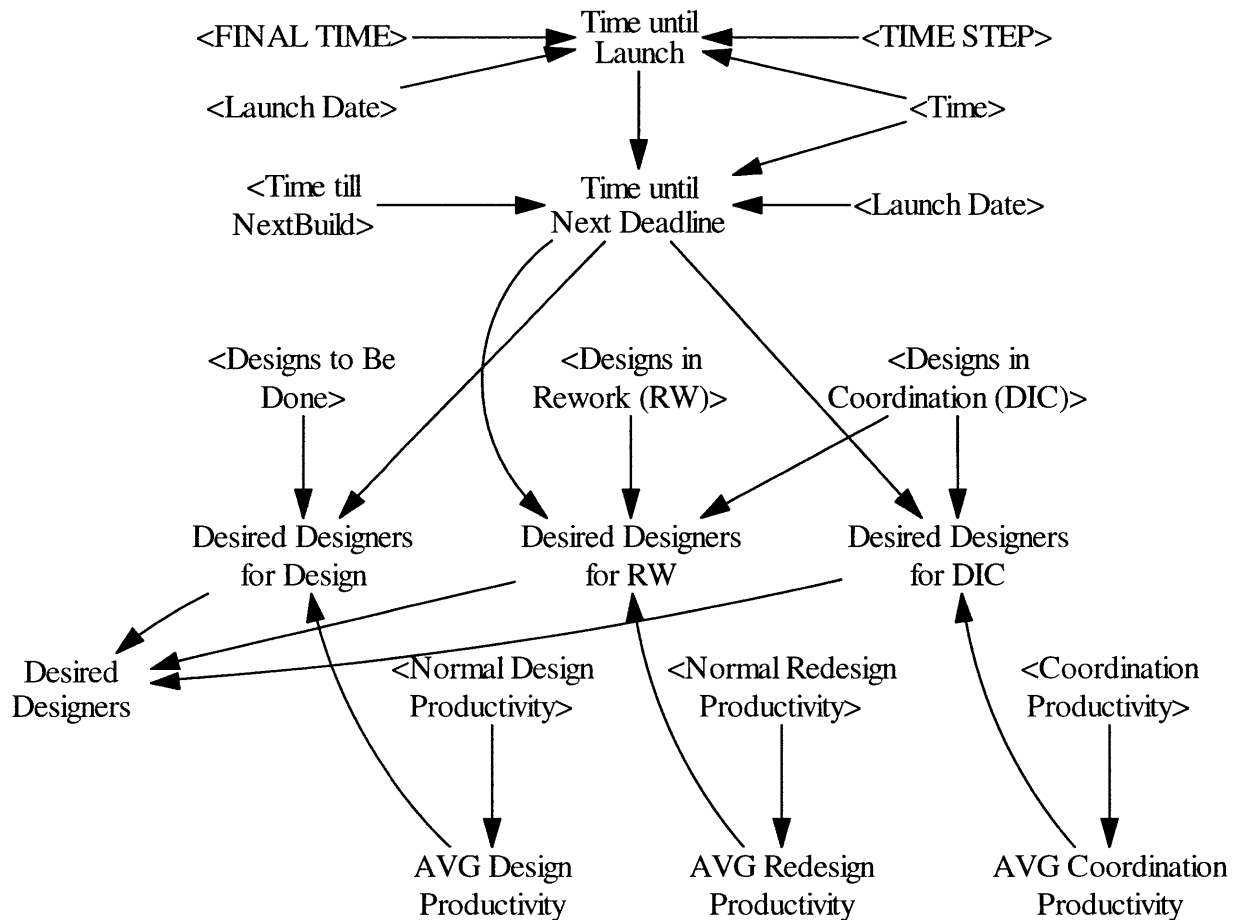 <FINAL TIME>
Time until
Launch
<TIME STEP>
<Launch Date>
<Time>
<Time till
NextBuild>
Time until
Next Deadline
<Launch Date>
<Designs to Be
Done>
<Designs in
Rework (RW)>
<Designs in
Coordination (DIC)>
Desired Designers
for Design
Desired Designers
for RW
Desired Designers
for DIC
Desired
Designers
<Normal Design
Productivity>
<Normal Redesign
Productivity>
<Coordination
Productivity>
AVG Design
Productivity
AVG Redesign
Productivity
AVG Coordination
Productivity